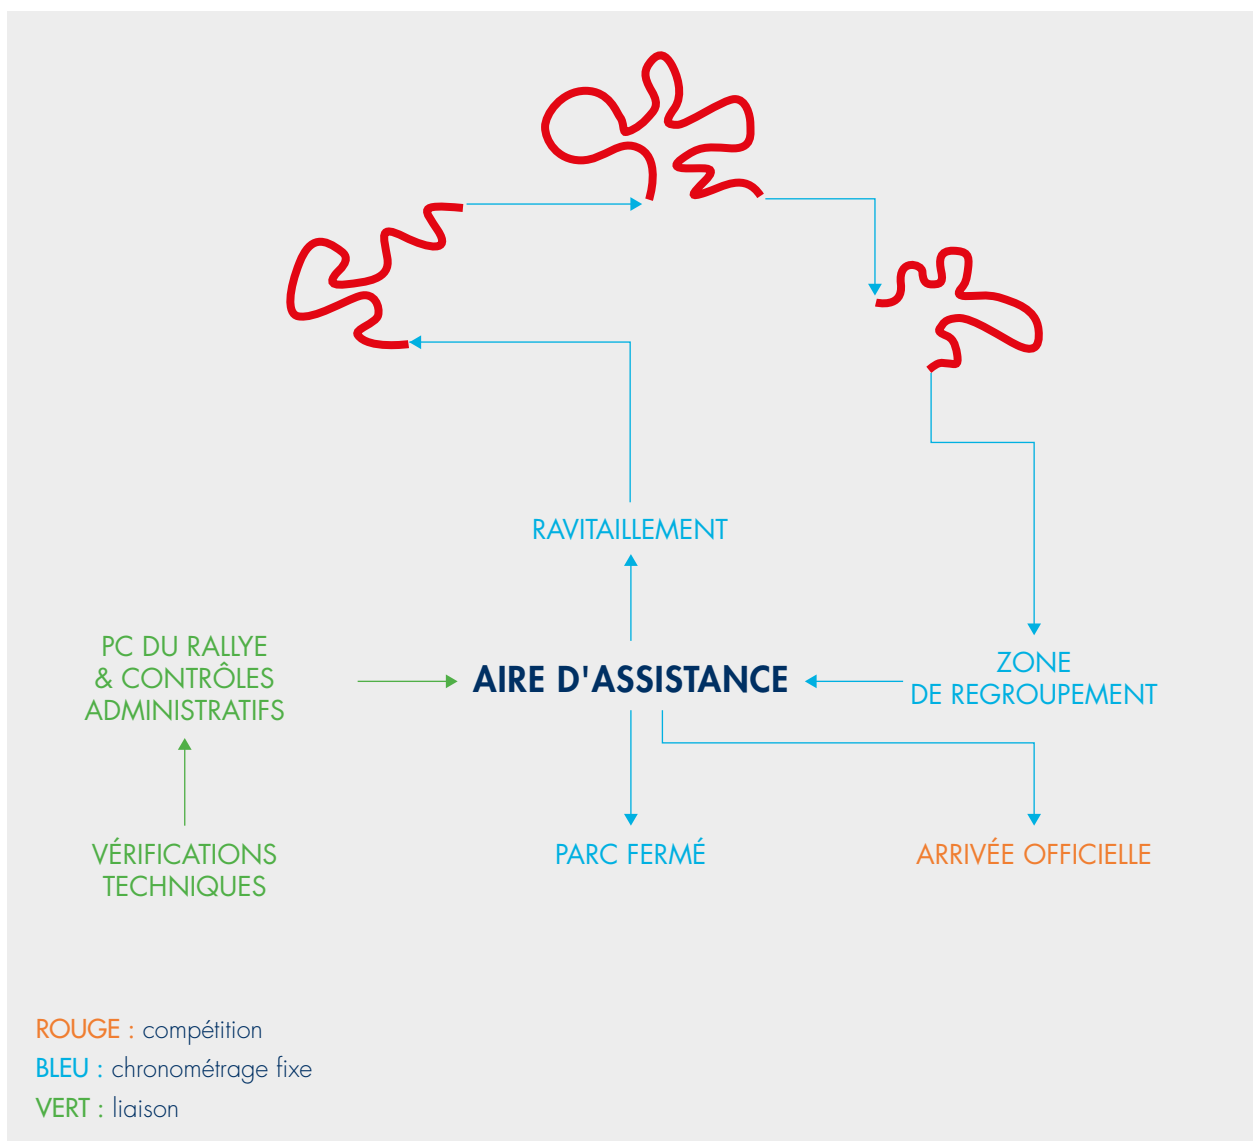 RAVITAILLEMENT
PC DU RALLYE
& CONTRÔLES
ADMINISTRATIFS
AIRE D'ASSISTANCE
ZONE
DE REGROUPEMENT
VÉRIFICATIONS
TECHNIQUES
PARC FERMÉ
ARRIVÉE OFFICIELLE
ROUGE : compétition
BLEU : chronométrage fixe
VERT : liaison